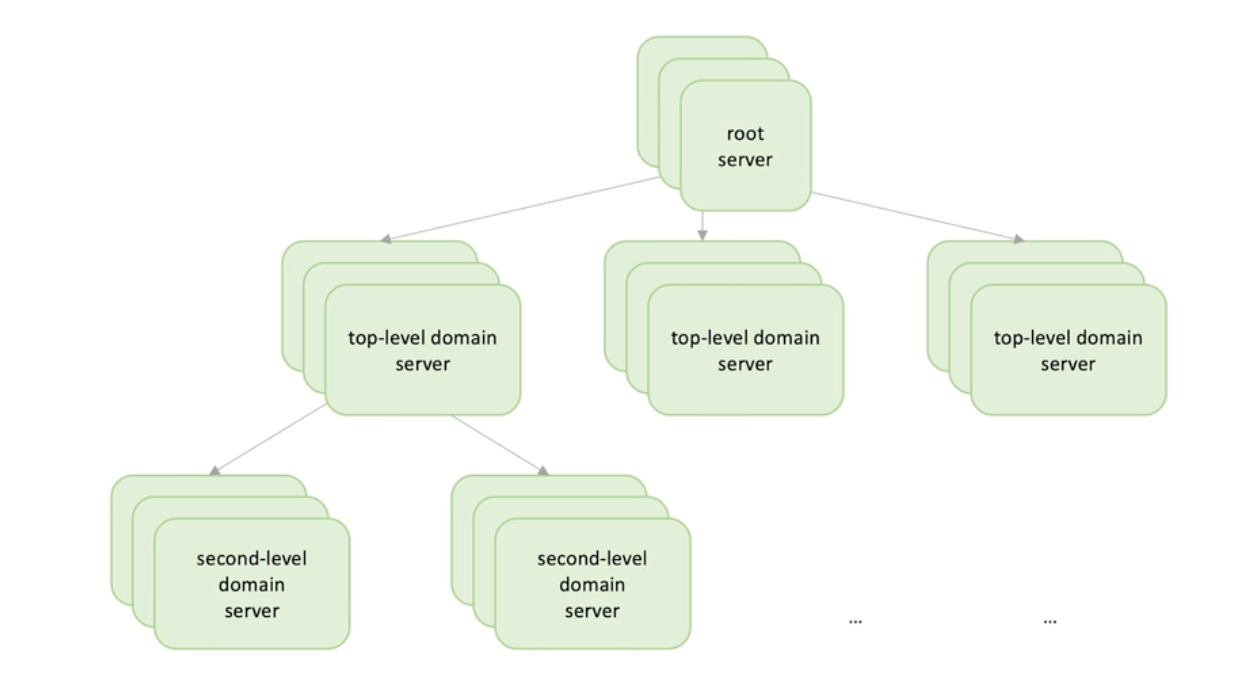 root
server
top-level domain
server
top-level domain
server
top-level domain
server
second-level
domain
server
second-level
domain
server
...
...